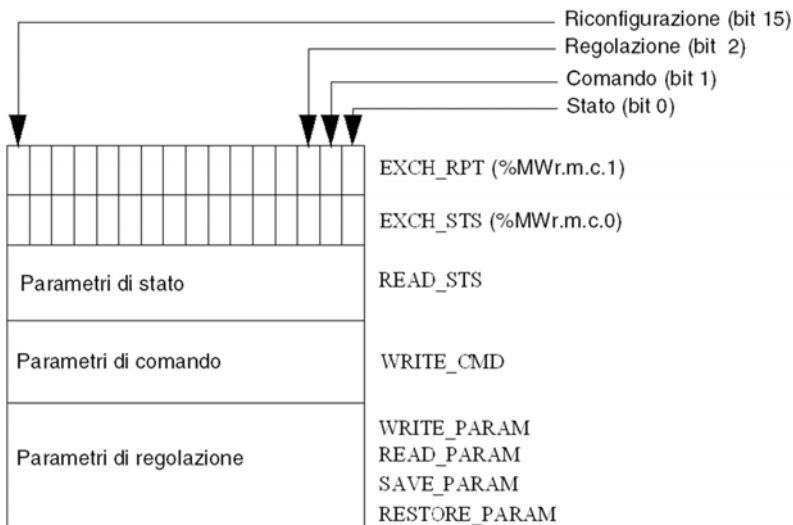 Riconfigurazione (bit 15)
Regolazione (bit 2)
Comando (bit 1)
Stato (bit 0)
EXCH_RPT (%MWr.m.c.1)
EXCH_STS (%MWr.m.c.0)
Parametri di stato READ_STS
Parametri di comando WRITE_CMD
WRITE_PARAM
Parametri di regolazione READ_PARAM
SAVE_PARAM
RESTORE_PARAM